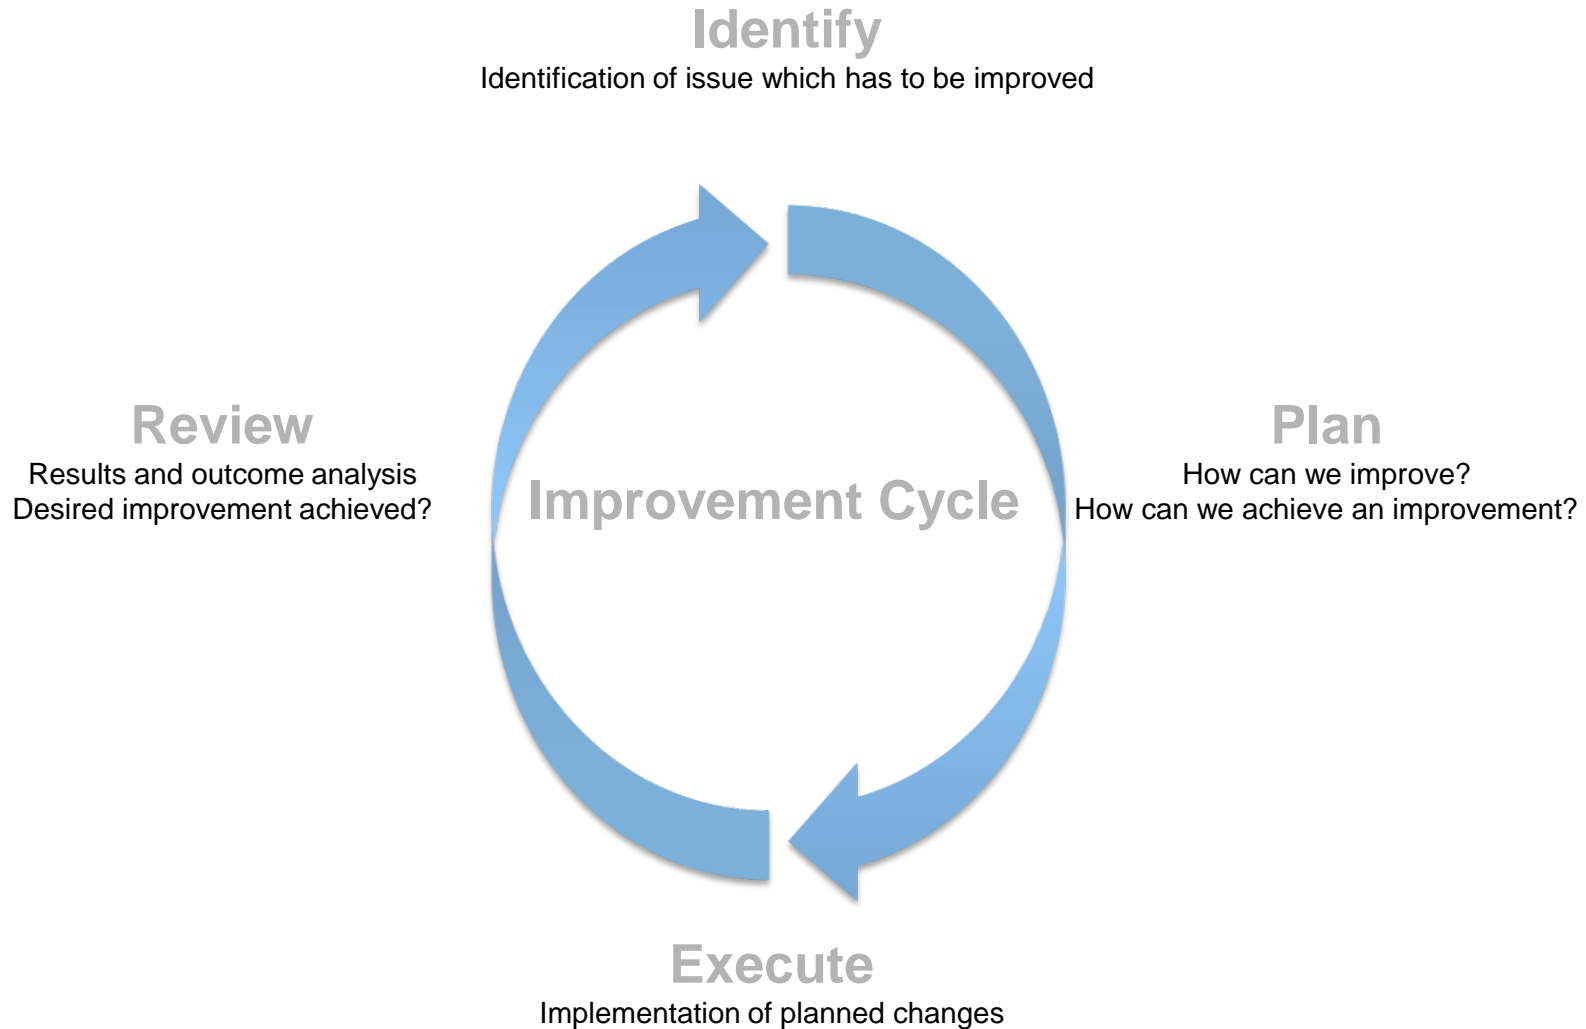 Identify
Identification of issue which has to be improved
Review
Results and outcome analysis
Desired improvement achieved?
Improvement Cycle
Plan
How can we improve?
How can we achieve an improvement?
Execute
Implementation of planned changes